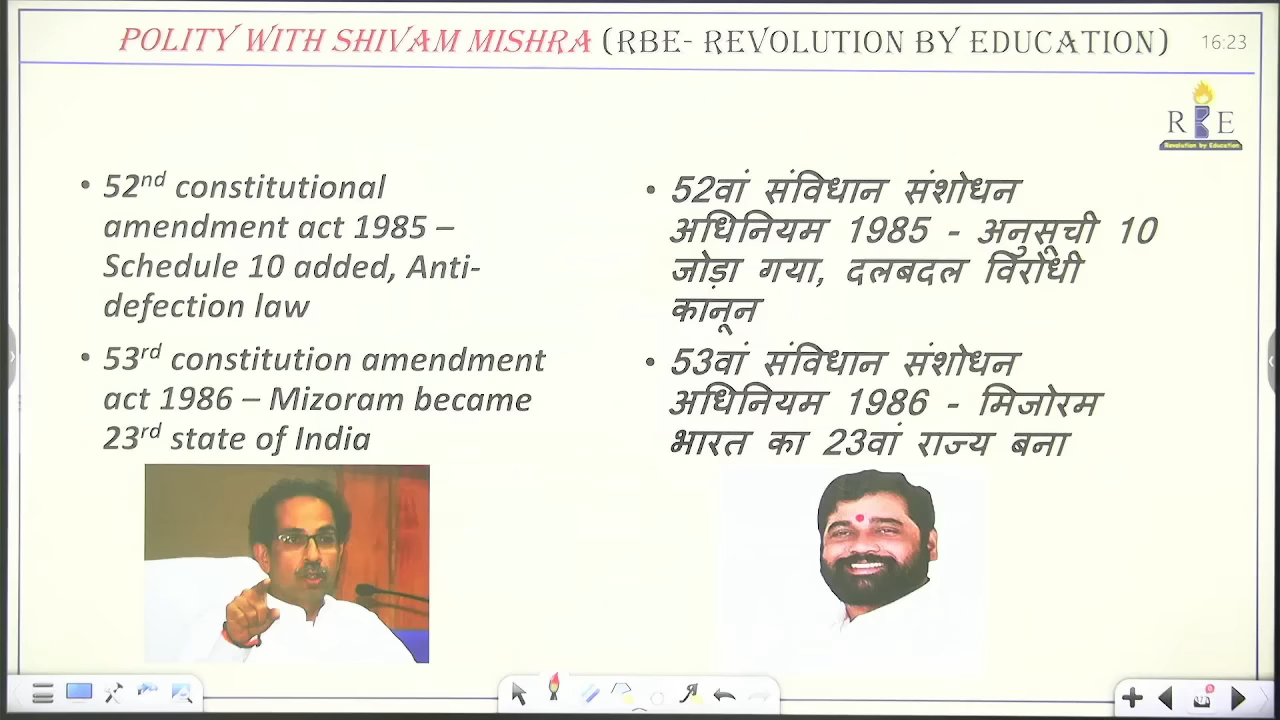 POLITY WITH SHIVAM MISHRA (RBE- REVOLUTION BY EDUCATION)
16:23
RBE
Revolution by Education
• 52nd constitutional
amendment act 1985 –
Schedule 10 added, Anti-
defection law
• 53rd constitution amendment
act 1986 – Mizoram became
23rd state of India
• 52वां संविधान संशोधन
अधिनियम 1985 - अनुसूची 10
जोड़ा गया, दलबदल विरोधी
कानून
• 53वां संविधान संशोधन
अधिनियम 1986 - मिजोरम
भारत का 23वां राज्य बना